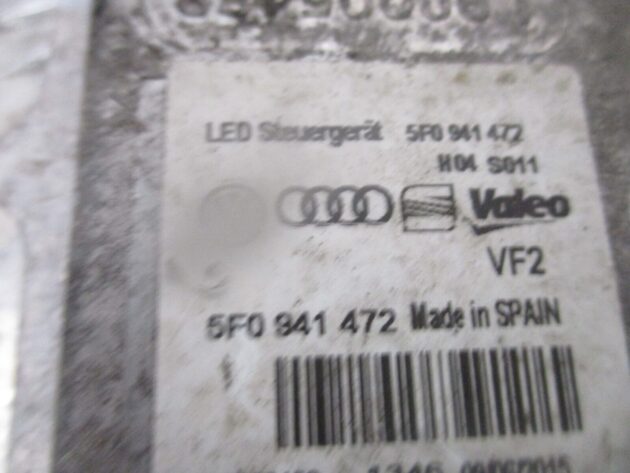 LED Steuergerät 5F0 941 472
H04 S011
Valeo
VF2
5F0 941 472 Made in SPAIN